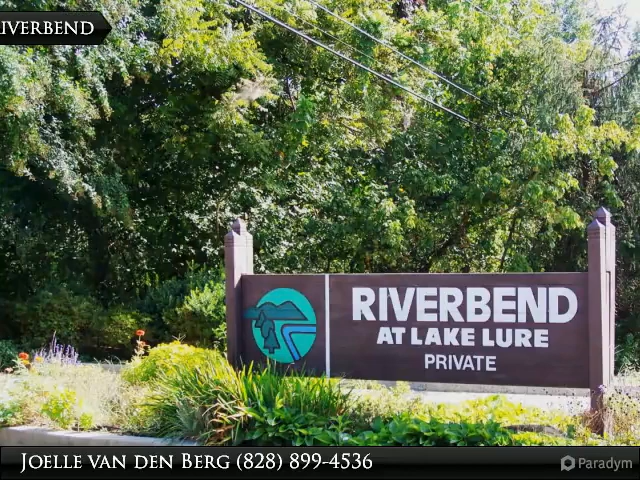 IVERBEND
RIVERBEND
AT LAKE LURE
PRIVATE
Joelle van den Berg (828) 899-4536
Paradym